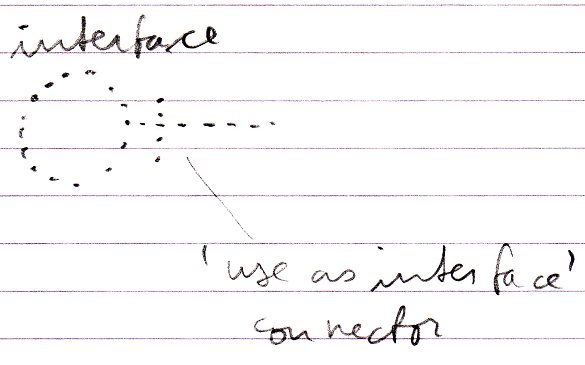 interface
'use as interface'
connector